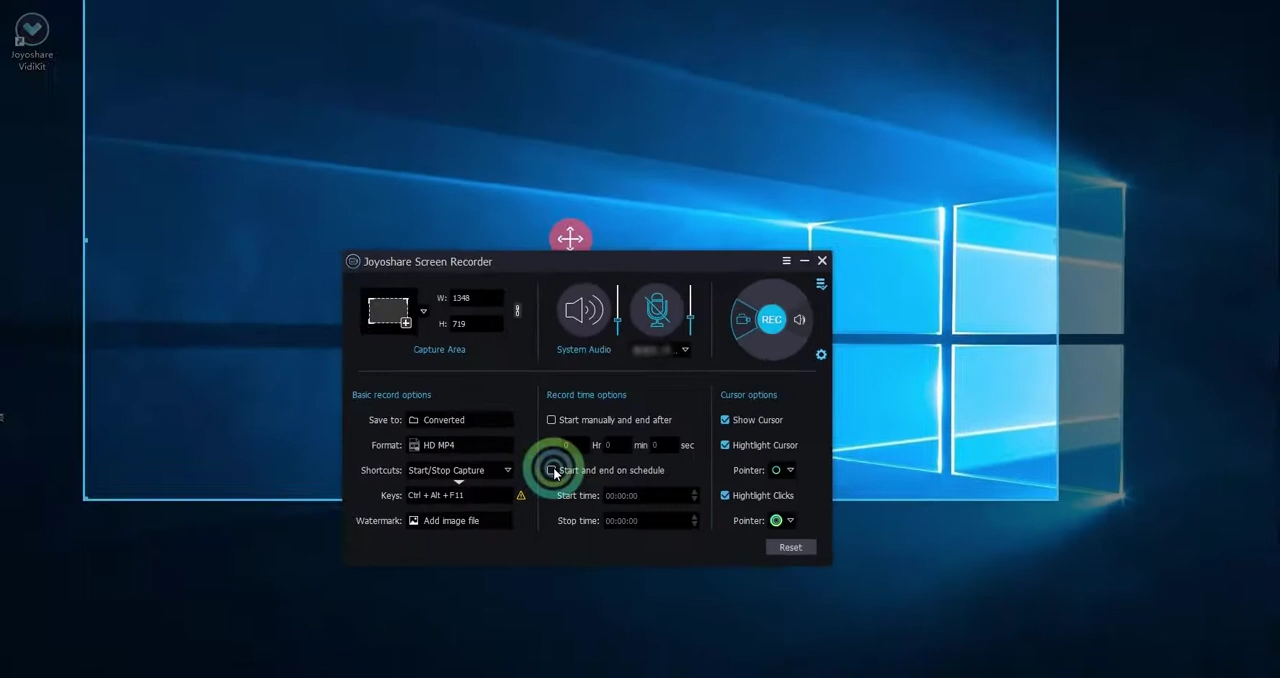 Joyoshare
VidiKit
Joyoshare Screen Recorder
W: 1348
H: 719
Capture Area
System Audio
REC
Basic record options
Save to: Converted
Format: HD MP4
Shortcuts: Start/Stop Capture
Keys: Ctrl + Alt + F11
Watermark: Add image file
Record time options
Start manually and end after
0 Hr 0 min 0 sec
Start and end on schedule
Start time: 00:00:00
Stop time: 00:00:00
Cursor options
Show Cursor
Hightlight Cursor
Pointer:
Hightlight Clicks
Pointer:
Reset